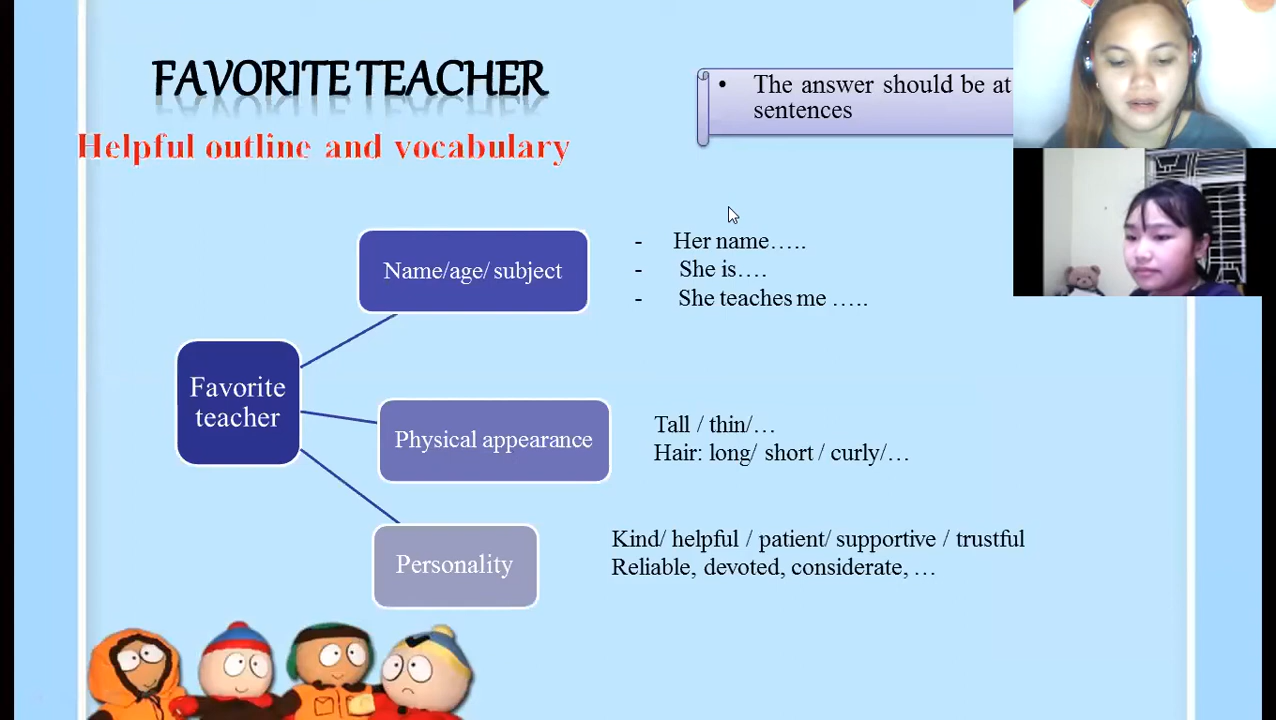 FAVORITE TEACHER
Helpful outline and vocabulary
• The answer should be at
sentences
Favorite
teacher
Name/age/ subject
- Her name…..
- She is….
- She teaches me …..
Physical appearance
Tall / thin/…
Hair: long/ short / curly/…
Personality
Kind/ helpful / patient/ supportive / trustful
Reliable, devoted, considerate, …